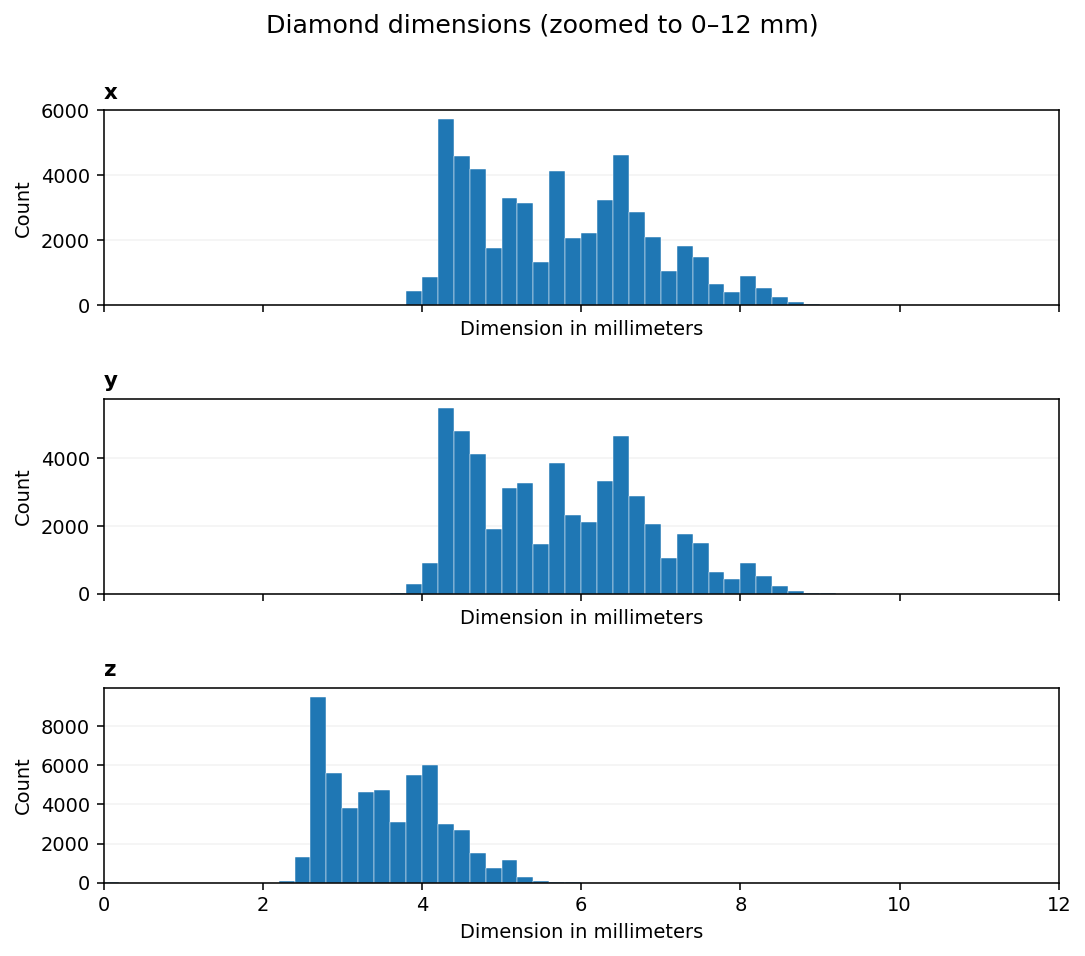 Diamond dimensions (zoomed to 0–12 mm)
x
6000
4000
2000
0
Count
Dimension in millimeters
y
4000
2000
0
Count
Dimension in millimeters
z
8000
6000
4000
2000
0
Count
0 2 4 6 8 10 12
Dimension in millimeters